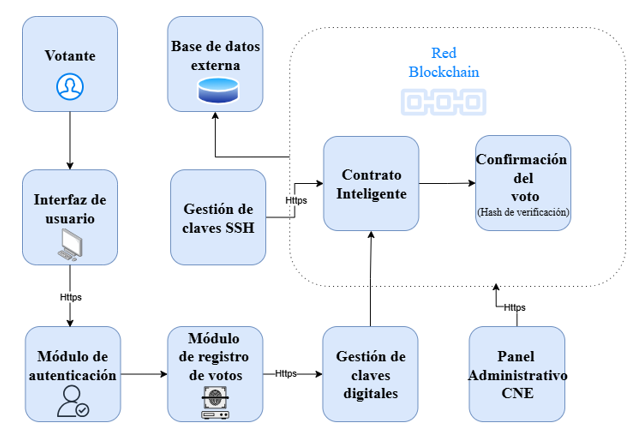 Votante
Base de datos
externa
Red
Blockchain
Interfaz de
usuario
Gestión de
claves SSH
Https
Contrato
Inteligente
Confirmación
del
voto
(Hash de verificación)
Https
Https
Módulo de
autenticación
Módulo
de registro
de votos
Https
Gestión de
claves
digitales
Panel
Administrativo
CNE